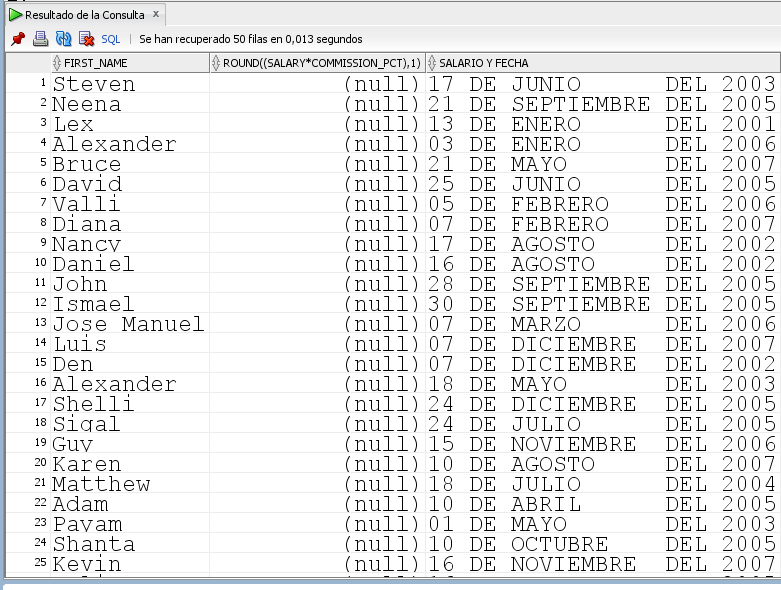 Resultado de la Consulta x
SQL | Se han recuperado 50 filas en 0,013 segundos
FIRST_NAME ROUND((SALARY*COMMISSION_PCT),1) SALARIO Y FECHA
1 Steven (null) 17 DE JUNIO DEL 2003
2 Neena (null) 21 DE SEPTIEMBRE DEL 2005
3 Lex (null) 13 DE ENERO DEL 2001
4 Alexander (null) 03 DE ENERO DEL 2006
5 Bruce (null) 21 DE MAYO DEL 2007
6 David (null) 25 DE JUNIO DEL 2005
7 Valli (null) 05 DE FEBRERO DEL 2006
8 Diana (null) 07 DE FEBRERO DEL 2007
9 Nancy (null) 17 DE AGOSTO DEL 2002
10 Daniel (null) 16 DE AGOSTO DEL 2002
11 John (null) 28 DE SEPTIEMBRE DEL 2005
12 Ismael (null) 30 DE SEPTIEMBRE DEL 2005
13 Jose Manuel (null) 07 DE MARZO DEL 2006
14 Luis (null) 07 DE DICIEMBRE DEL 2007
15 Den (null) 07 DE DICIEMBRE DEL 2002
16 Alexander (null) 18 DE MAYO DEL 2003
17 Shelli (null) 24 DE DICIEMBRE DEL 2005
18 Sigal (null) 24 DE JULIO DEL 2005
19 Guy (null) 15 DE NOVIEMBRE DEL 2006
20 Karen (null) 10 DE AGOSTO DEL 2007
21 Matthew (null) 18 DE JULIO DEL 2004
22 Adam (null) 10 DE ABRIL DEL 2005
23 Payam (null) 01 DE MAYO DEL 2003
24 Shanta (null) 10 DE OCTUBRE DEL 2005
25 Kevin (null) 16 DE NOVIEMBRE DEL 2007